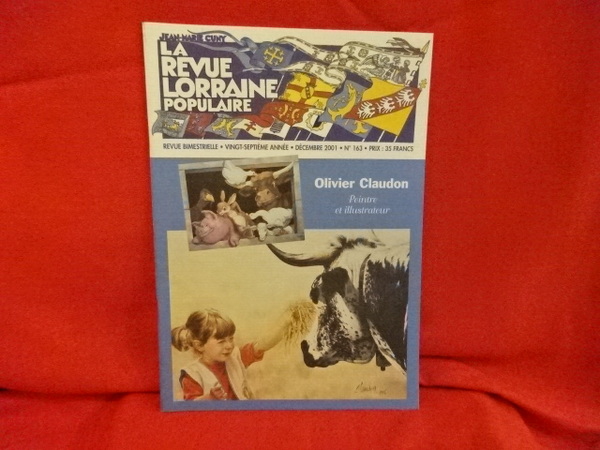 JEAN-MARIE CUNY
LA
REVUE
LORRAINE
POPULAIRE
REVUE BIMESTRIELLE • VINGT-SEPTIÈME ANNÉE • DÉCEMBRE 2001 • N° 163 • PRIX : 35 FRANCS
Olivier Claudon
Peintre
et illustrateur